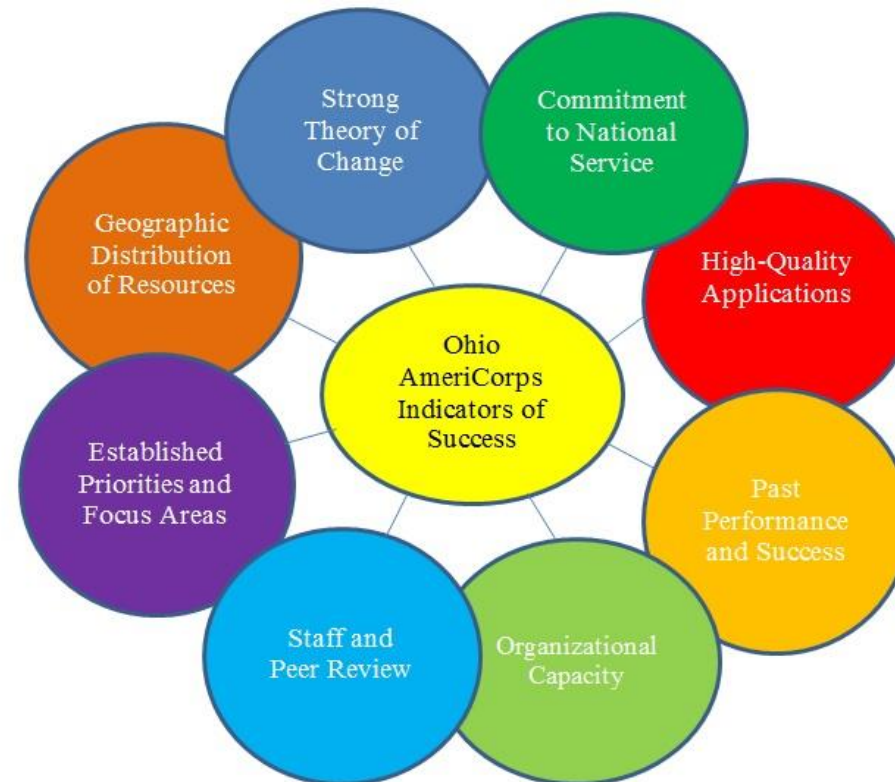 Strong
Theory of
Change
Commitment
to National
Service
Geographic
Distribution
of Resources
High-Quality
Applications
Ohio
AmeriCorps
Indicators of
Success
Established
Priorities and
Focus Areas
Past
Performance
and Success
Staff and
Peer Review
Organizational
Capacity